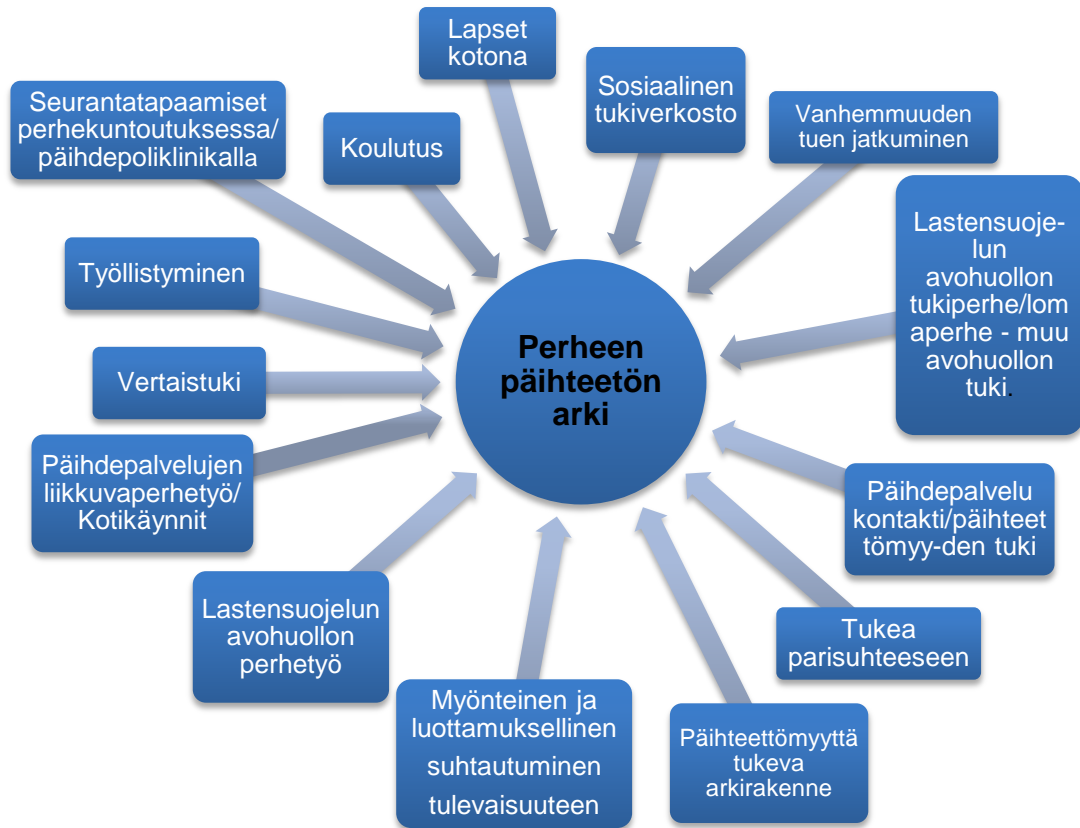 Lapset
kotona
Sosiaalinen
tukiverkosto
Vanhemmuuden
tuen jatkuminen
Lastensuoje-
lun
avohuollon
tukiperhe/lom
aperhe - muu
avohuollon
tuki.
Päihdepalvelu
kontakti/päihteet
tömyy-den tuki
Tukea
parisuhteeseen
Päihteettömyyttä
tukeva
arkirakenne
Myönteinen ja
luottamuksellinen
suhtautuminen
tulevaisuuteen
Lastensuojelun
avohuollon
perhetyö
Päihdepalvelujen
liikkuvaperhetyö/
Kotikäynnit
Vertaistuki
Työllistyminen
Seurantatapaamiset
perhekuntoutuksessa/
päihdepoliklinikalla
Koulutus
Perheen
päihteetön
arki